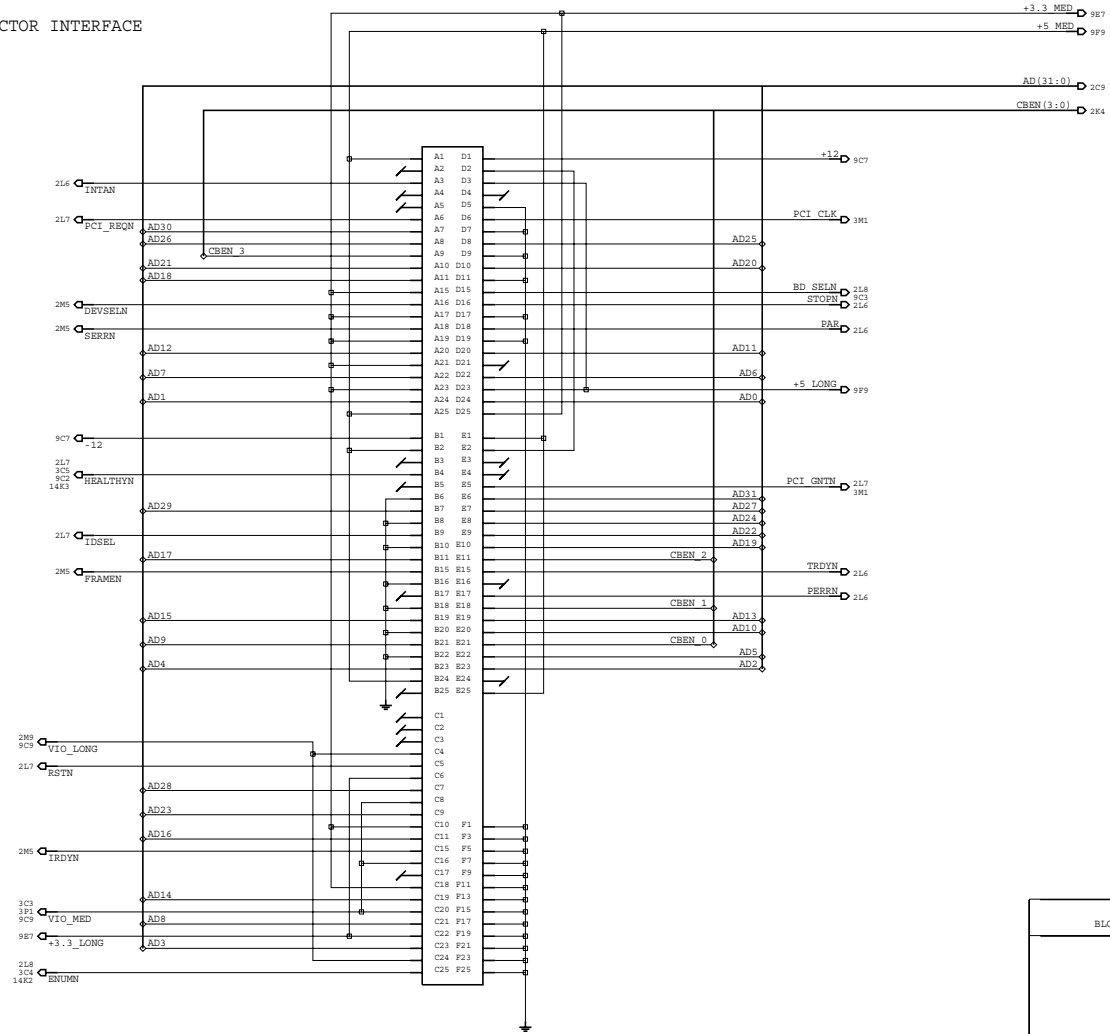 +3.3 MED 9E7
CTOR INTERFACE
+5 MED 9F9
AD(31:0) 2C9
CBEN(3:0) 2K4
A1 D1 +12 9C7
A2 D2
2L6 INTAN A3 D3
A4 D4
A5 D5
2L7 PCI_REQN A6 D6 PCI CLK 3M1
AD30 A7 D7
AD26 A8 D8 AD25
CBEN_3 A9 D9
AD21 A10 D10 AD20
AD18 A11 D11
A15 D15 BD SELN 2L8 9C3
2M5 DEVSELN A16 D16 STOPN 2L6
A17 D17
2M5 SERRN A18 D18 PAR 2L6
A19 D19
AD12 A20 D20 AD11
A21 D21
AD7 A22 D22 AD6
A23 D23 +5 LONG 9F9
AD1 A24 D24 AD0
A25 D25
9C7 -12 B1 E1
B2 E2
B3 E3
2L7 3C5 9C2 14K3 HEALTHYN B4 E4
B5 E5 PCI GNTN 2L7 3M1
B6 E6 AD31
AD29 B7 E7 AD27
B8 E8 AD24
2L7 IDSEL B9 E9 AD22
B10 E10 AD19
AD17 B11 E11 CBEN_2
2M5 FRAMEN B15 E15 TRDYN 2L6
B16 E16
B17 E17 PERRN 2L6
B18 E18 CBEN_1
AD15 B19 E19 AD13
B20 E20 AD10
AD9 B21 E21 CBEN_0
B22 E22 AD5
AD4 B23 E23 AD2
B24 E24
B25 E25
C1
C2
C3
2M9 9C9 VIO_LONG C4
2L7 RSTN C5
C6
AD28 C7
C8
AD23 C9
C10 F1
AD16 C11 F3
2M5 IRDYN C15 F5
C16 F7
C17 F9
C18 F11
AD14 C19 F13
3C3 3P1 9C9 VIO_MED C20 F15
AD8 C21 F17
9E7 +3.3_LONG C22 F19
AD3 C23 F21
C24 F23
2L8 3C4 14K2 ENUMN C25 F25
BLO